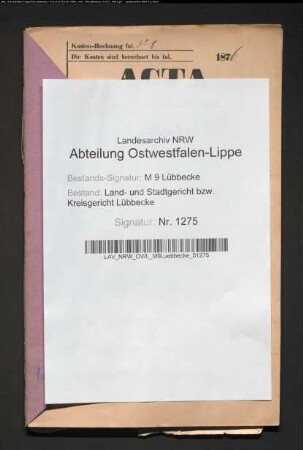 Kosten-Rechnung fol.
Die Kosten sind berechnet bis fol. 187
ACTA
Landesarchiv NRW
Abteilung Ostwestfalen-Lippe
Bestands-Signatur: M 9 Lübbecke
Bestand: Land- und Stadtgericht bzw.
Kreisgericht Lübbecke
Signatur: Nr. 1275
LAV_NRW_OWL_M9Luebbecke_01275